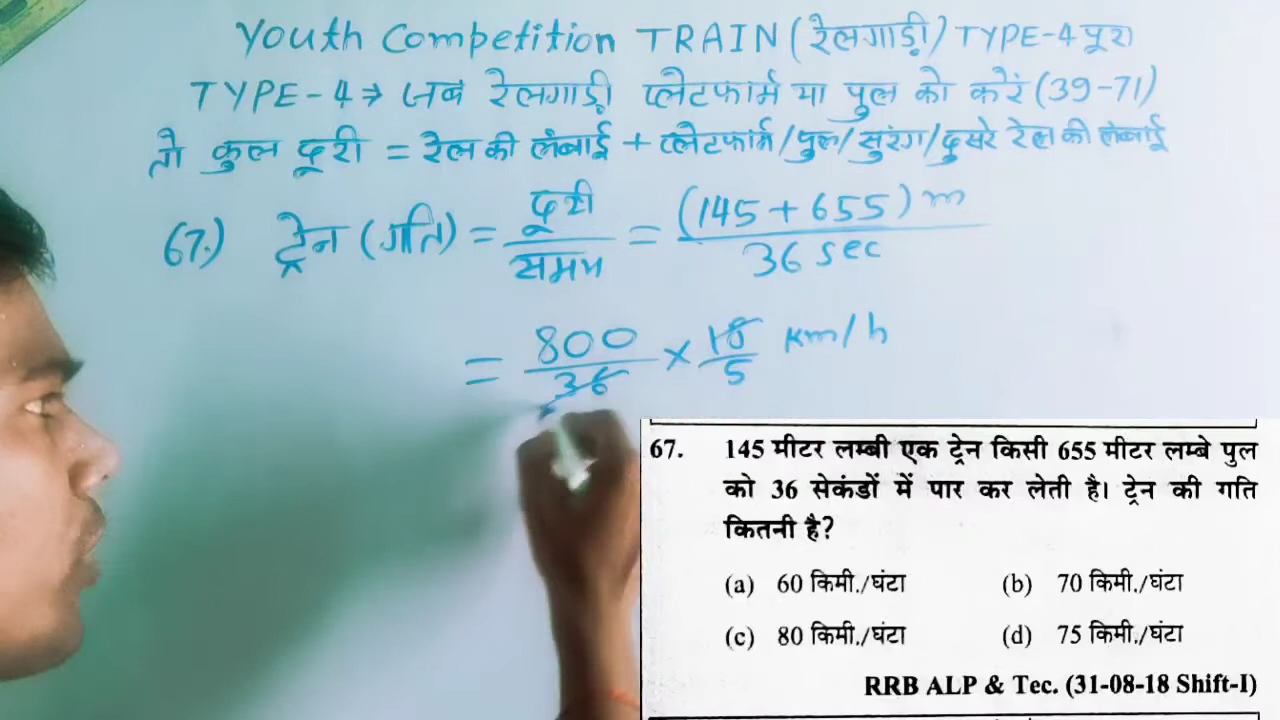 Youth Competition TRAIN (रेलगाड़ी) TYPE-4 पूरा
TYPE-4 ⇒ जब रेलगाड़ी प्लेटफार्म या पुल को करें (39-71)
तो कुल दूरी = रेल की लंबाई + प्लेटफार्म/पुल/सुरंग/दुसरे रेल की लंबाई
67.) ट्रेन (गति) = दूरी/समय = (145+655) m/36 sec
= 800/36 × 18/5 km/h
67. 145 मीटर लम्बी एक ट्रेन किसी 655 मीटर लम्बे पुल
को 36 सेकंडों में पार कर लेती है। ट्रेन की गति
कितनी है?
(a) 60 किमी./घंटा (b) 70 किमी./घंटा
(c) 80 किमी./घंटा (d) 75 किमी./घंटा
RRB ALP & Tec. (31-08-18 Shift-I)